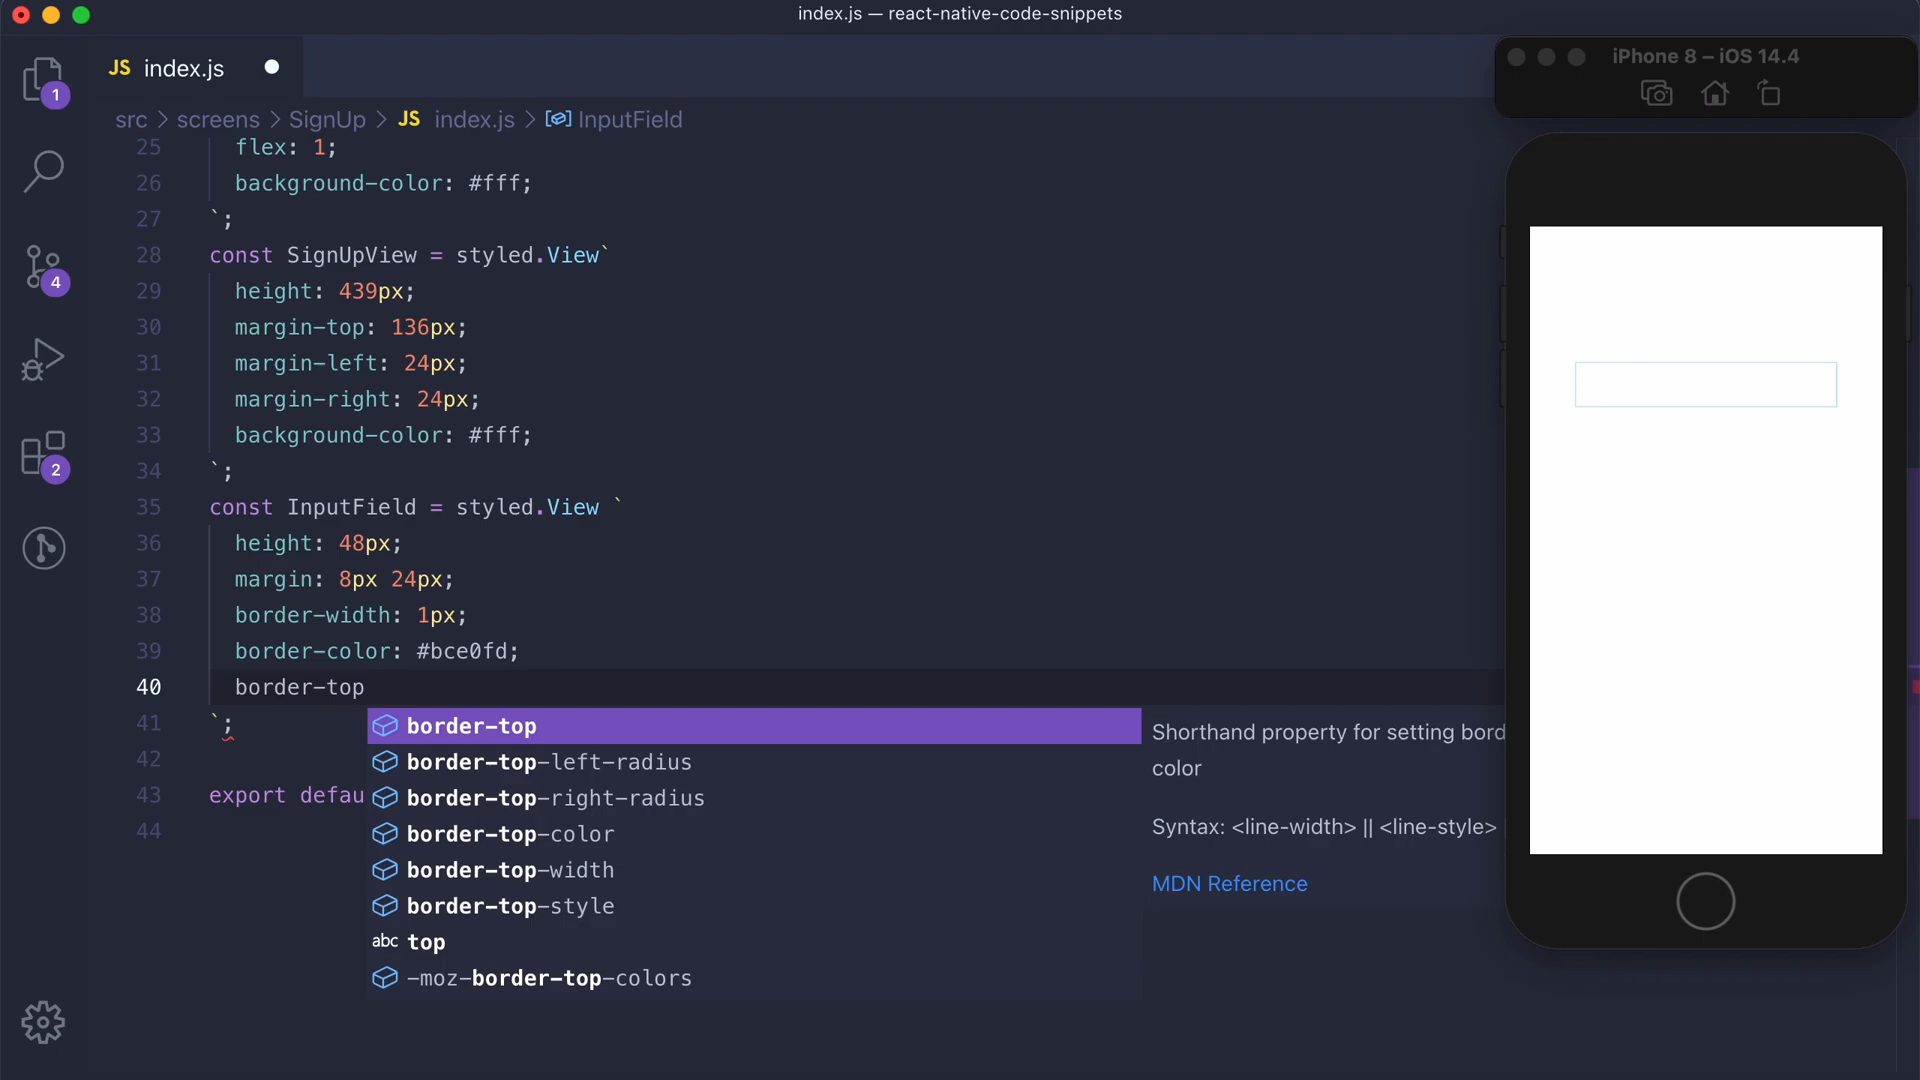 index.js — react-native-code-snippets
JS index.js
src > screens > SignUp > JS index.js > InputField
1
4
2
25 flex: 1;
26 background-color: #fff;
27 `;
28 const SignUpView = styled.View`
29 height: 439px;
30 margin-top: 136px;
31 margin-left: 24px;
32 margin-right: 24px;
33 background-color: #fff;
34 `;
35 const InputField = styled.View `
36 height: 48px;
37 margin: 8px 24px;
38 border-width: 1px;
39 border-color: #bce0fd;
40 border-top
41 `;
42
43 export defau
44
border-top
border-top-left-radius
border-top-right-radius
border-top-color
border-top-width
border-top-style
abc top
-moz-border-top-colors
Shorthand property for setting bord
color
Syntax: <line-width> || <line-style>
MDN Reference
iPhone 8 – iOS 14.4